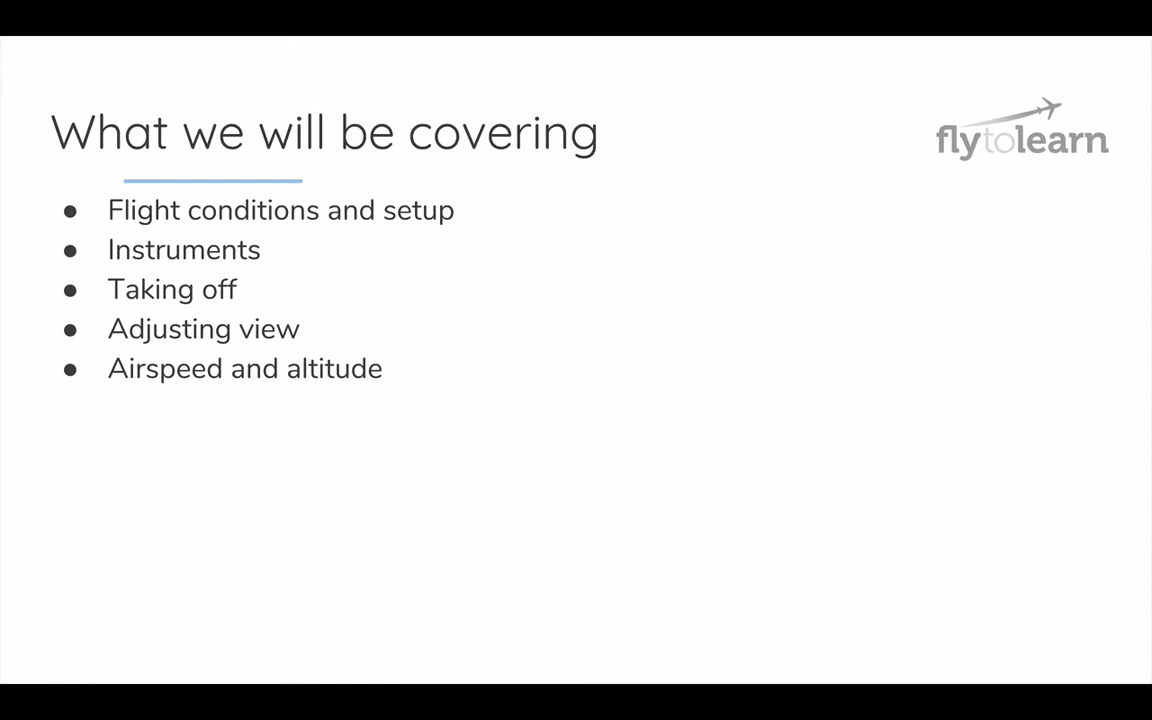 What we will be covering
flytolearn
● Flight conditions and setup
● Instruments
● Taking off
● Adjusting view
● Airspeed and altitude